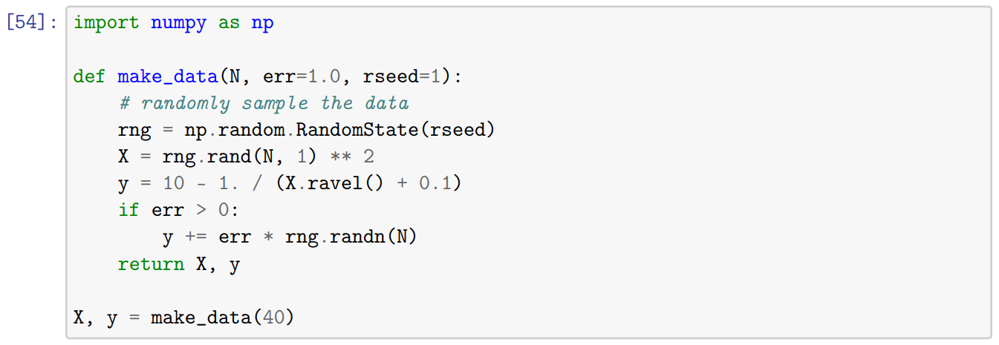 [54]: import numpy as np
def make_data(N, err=1.0, rseed=1):
    # randomly sample the data
    rng = np.random.RandomState(rseed)
    X = rng.rand(N, 1) ** 2
    y = 10 - 1. / (X.ravel() + 0.1)
    if err > 0:
        y += err * rng.randn(N)
    return X, y
X, y = make_data(40)